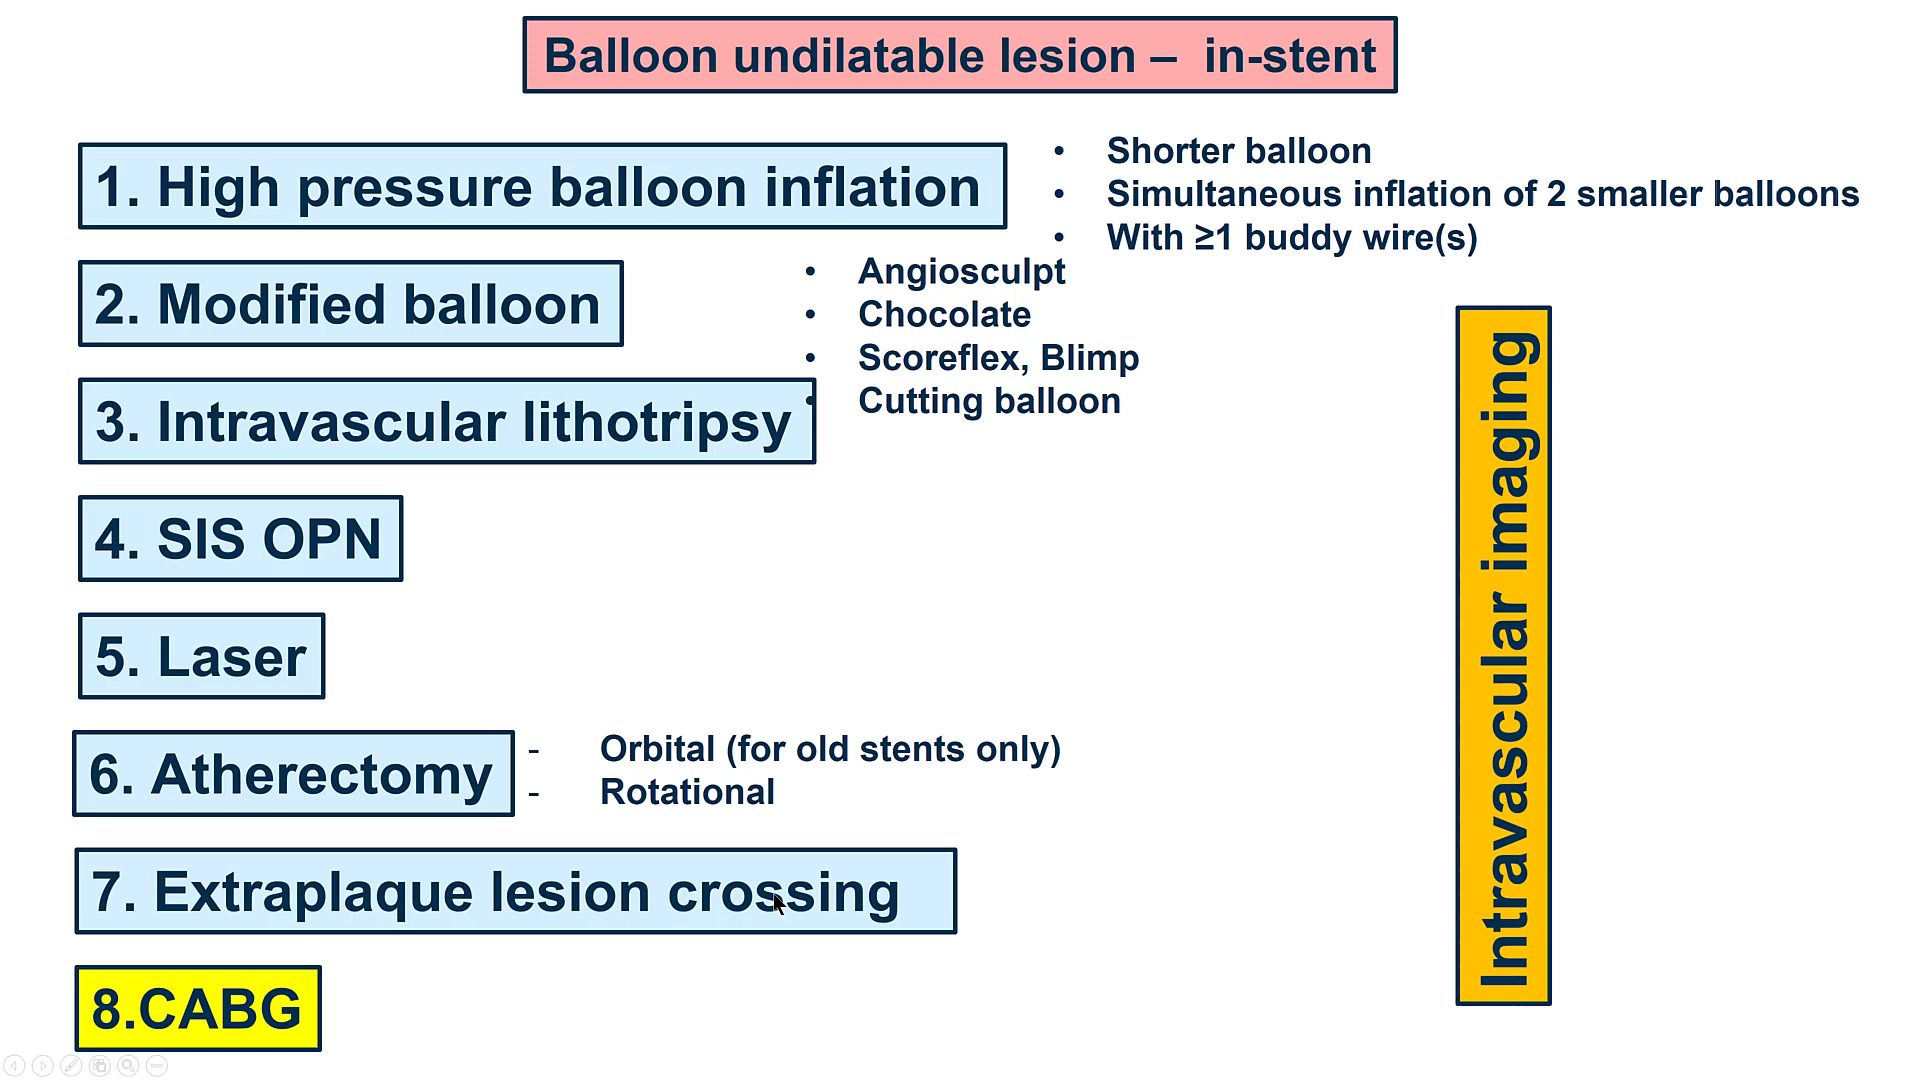 Balloon undilatable lesion – in-stent
1. High pressure balloon inflation
• Shorter balloon
• Simultaneous inflation of 2 smaller balloons
• With ≥1 buddy wire(s)
2. Modified balloon
• Angiosculpt
• Chocolate
• Scoreflex, Blimp
• Cutting balloon
3. Intravascular lithotripsy
4. SIS OPN
5. Laser
6. Atherectomy
- Orbital (for old stents only)
- Rotational
7. Extraplaque lesion crossing
8.CABG
Intravascular imaging